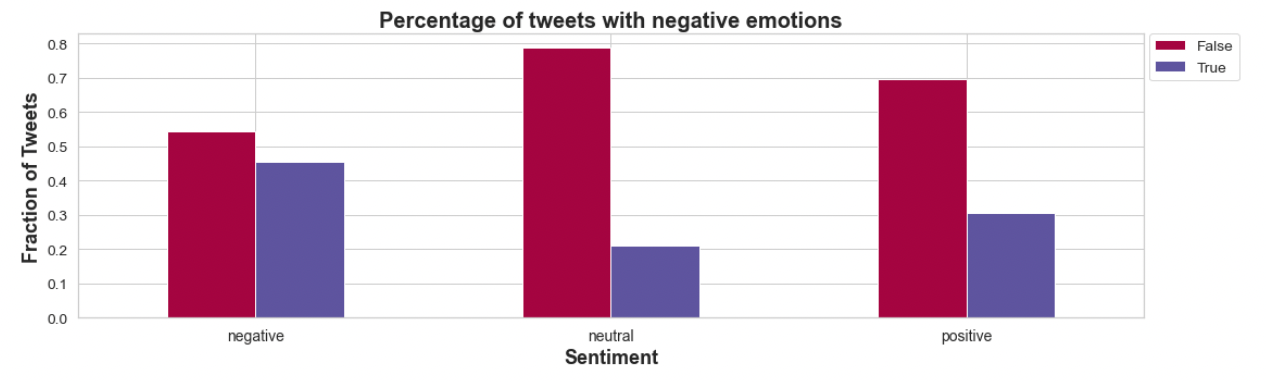 Percentage of tweets with negative emotions
False
True
Fraction of Tweets
0.8
0.7
0.6
0.5
0.4
0.3
0.2
0.1
0.0
negative neutral positive
Sentiment